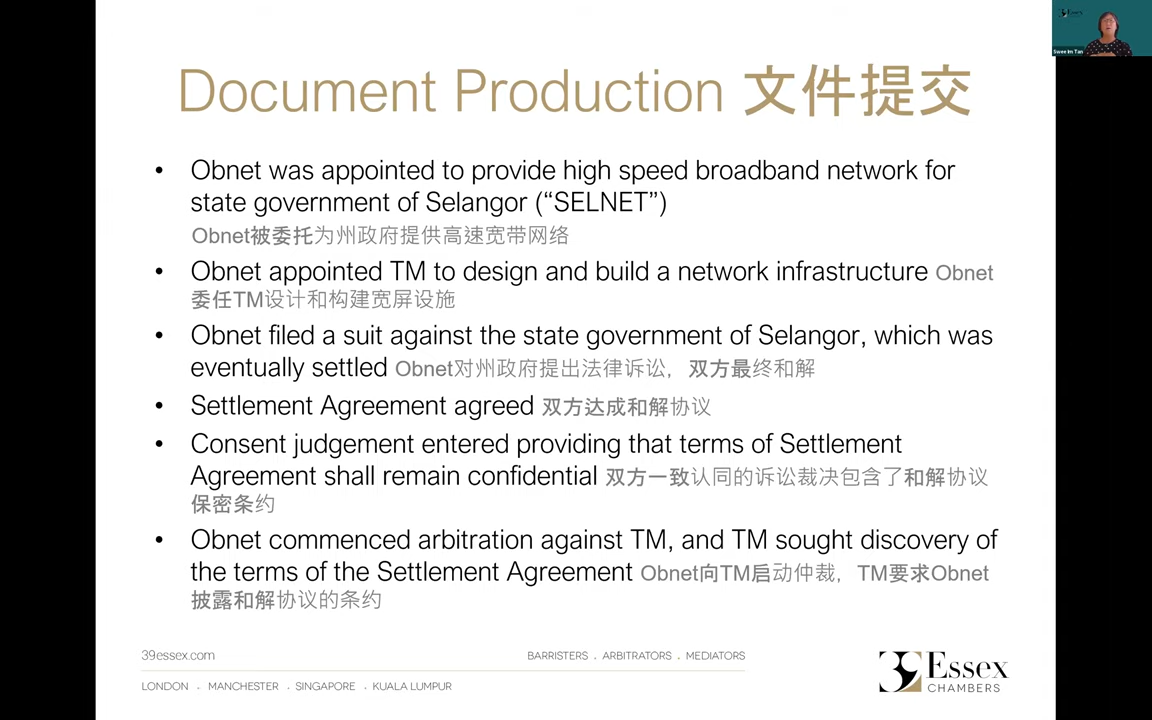 Document Production 文件提交
• Obnet was appointed to provide high speed broadband network for
state government of Selangor (“SELNET”)
Obnet被委托为州政府提供高速宽带网络
• Obnet appointed TM to design and build a network infrastructure Obnet
委任TM设计和构建宽屏设施
• Obnet filed a suit against the state government of Selangor, which was
eventually settled Obnet对州政府提出法律诉讼，双方最终和解
• Settlement Agreement agreed 双方达成和解协议
• Consent judgement entered providing that terms of Settlement
Agreement shall remain confidential 双方一致认同的诉讼裁决包含了和解协议
保密条约
• Obnet commenced arbitration against TM, and TM sought discovery of
the terms of the Settlement Agreement Obnet向TM启动仲裁，TM要求Obnet
披露和解协议的条约
39essex.com
BARRISTERS . ARBITRATORS . MEDIATORS
LONDON . MANCHESTER . SINGAPORE . KUALA LUMPUR
39 Essex
CHAMBERS
39 Essex
Swee Im Tan